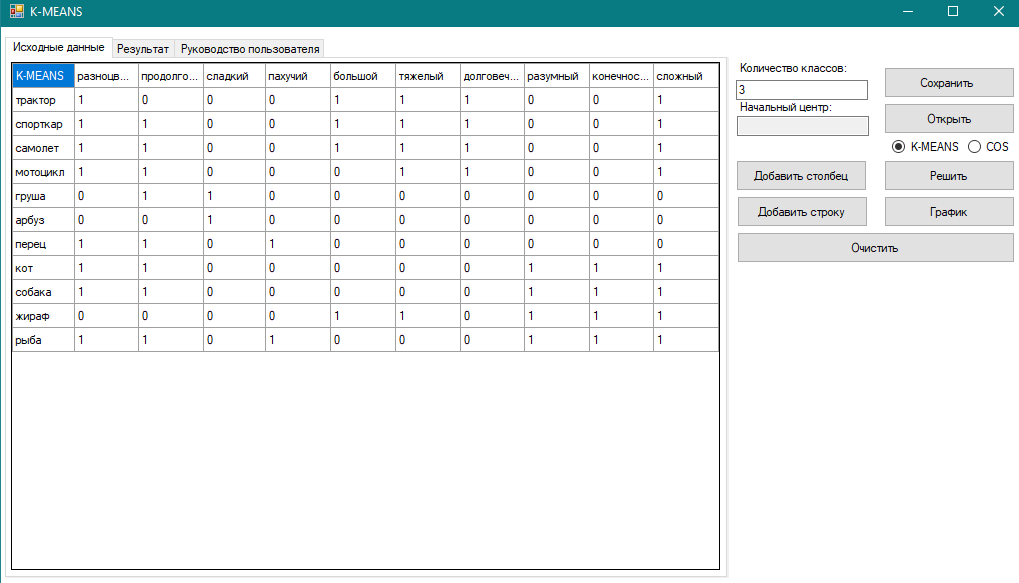 K-MEANS
Исходные данные Результат Руководство пользователя
K-MEANS разноцв... продолго... сладкий пахучий большой тяжелый долговеч... разумный конечнос... сложный
трактор 1 0 0 0 1 1 1 0 0 1
спорткар 1 1 0 0 1 1 1 0 0 1
самолет 1 1 0 0 1 1 1 0 0 1
мотоцикл 1 1 0 0 0 1 1 0 0 1
груша 0 1 1 0 0 0 0 0 0 0
арбуз 0 0 1 0 0 0 0 0 0 0
перец 1 1 0 1 0 0 0 0 0 0
кот 1 1 0 0 0 0 0 1 1 1
собака 1 1 0 0 0 0 0 1 1 1
жираф 0 0 0 0 1 1 0 1 1 1
рыба 1 1 0 1 0 0 0 1 1 1
Количество классов:
3
Начальный центр:
Сохранить
Открыть
K-MEANS COS
Добавить столбец Решить
Добавить строку График
Очистить